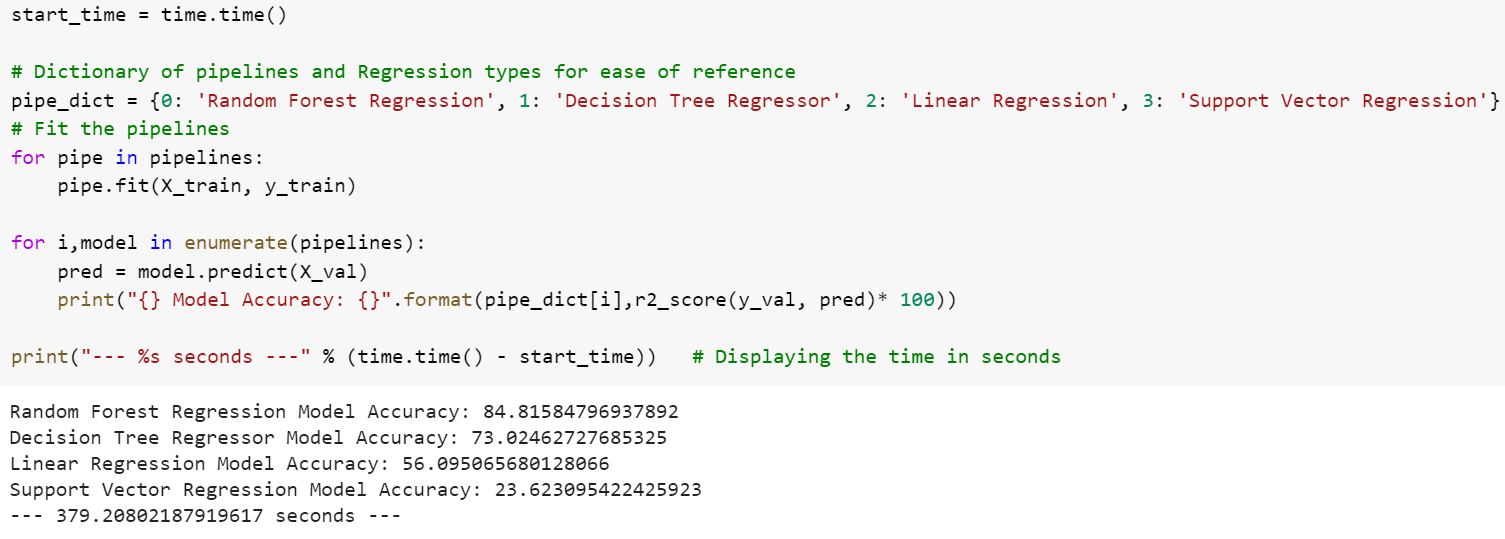 start_time = time.time()
# Dictionary of pipelines and Regression types for ease of reference
pipe_dict = {0: 'Random Forest Regression', 1: 'Decision Tree Regressor', 2: 'Linear Regression', 3: 'Support Vector Regression'}
# Fit the pipelines
for pipe in pipelines:
    pipe.fit(X_train, y_train)
for i,model in enumerate(pipelines):
    pred = model.predict(X_val)
    print("{} Model Accuracy: {}".format(pipe_dict[i],r2_score(y_val, pred)* 100))
print("--- %s seconds ---" % (time.time() - start_time))   # Displaying the time in seconds
Random Forest Regression Model Accuracy: 84.81584796937892
Decision Tree Regressor Model Accuracy: 73.02462727685325
Linear Regression Model Accuracy: 56.095065680128066
Support Vector Regression Model Accuracy: 23.623095422425923
--- 379.20802187919617 seconds ---